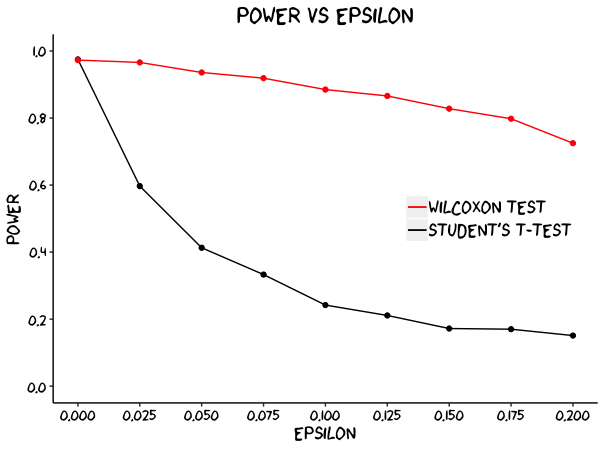 POWER VS EPSILON
POWER
1.0
0.8
0.6
0.4
0.2
0.0
WILCOXON TEST
STUDENT'S T-TEST
0.000 0.025 0.050 0.075 0.100 0.125 0.150 0.175 0.200
EPSILON